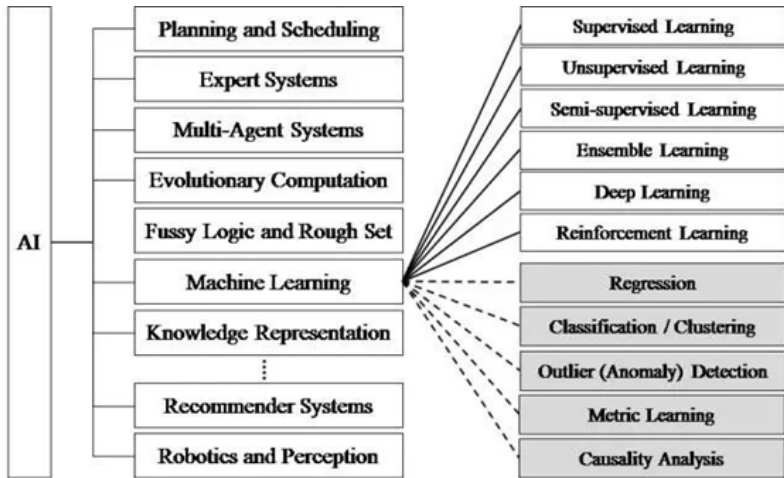 AI
Planning and Scheduling
Expert Systems
Multi-Agent Systems
Evolutionary Computation
Fussy Logic and Rough Set
Machine Learning
Knowledge Representation
Recommender Systems
Robotics and Perception
Supervised Learning
Unsupervised Learning
Semi-supervised Learning
Ensemble Learning
Deep Learning
Reinforcement Learning
Regression
Classification / Clustering
Outlier (Anomaly) Detection
Metric Learning
Causality Analysis